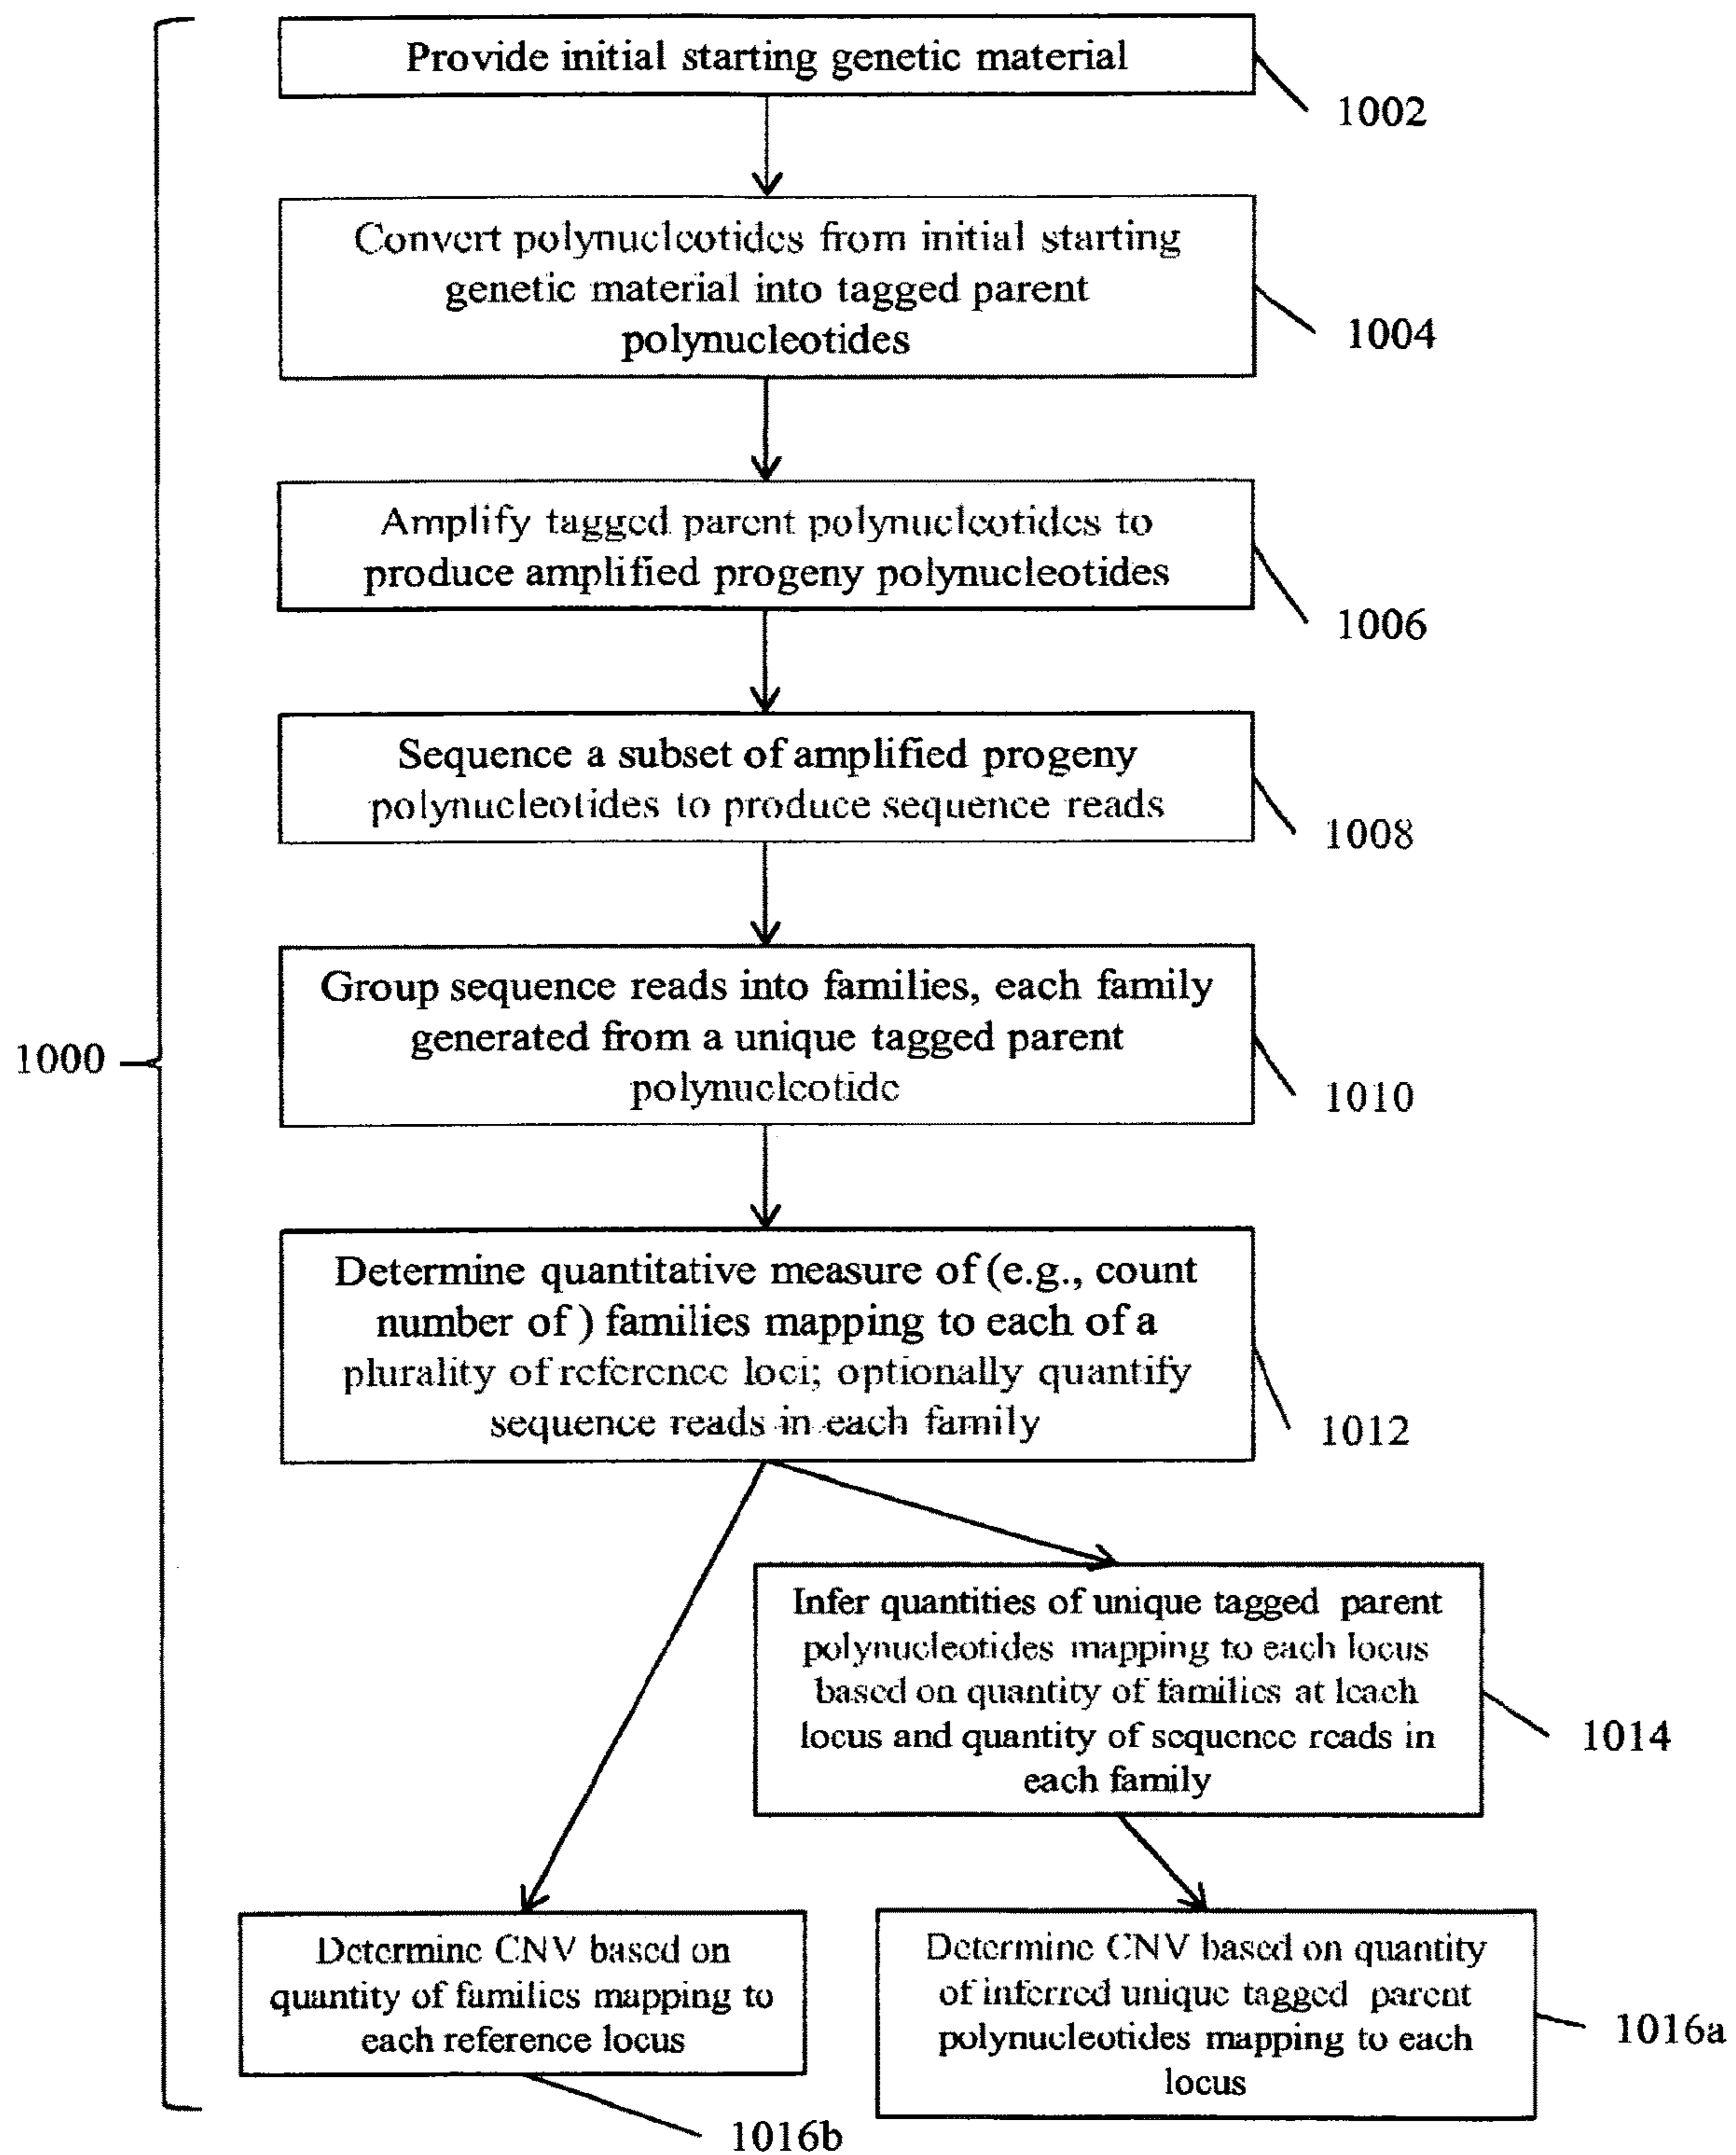 Provide initial starting genetic material
1002
Convert polynucleotides from initial starting
genetic material into tagged parent
polynucleotides
1004
Amplify tagged parent polynucleotides to
produce amplified progeny polynucleotides
1006
Sequence a subset of amplified progeny
polynucleotides to produce sequence reads
1008
Group sequence reads into families, each family
generated from a unique tagged parent
polynucleotide
1010
1000
Determine quantitative measure of (e.g., count
number of ) families mapping to each of a
plurality of reference loci; optionally quantify
sequence reads in each family
1012
Infer quantities of unique tagged parent
polynucleotides mapping to each locus
based on quantity of families at leach
locus and quantity of sequence reads in
each family
1014
Determine CNV based on
quantity of families mapping to
each reference locus
1016b
Determine CNV based on quantity
of inferred unique tagged parent
polynucleotides mapping to each
locus
1016a